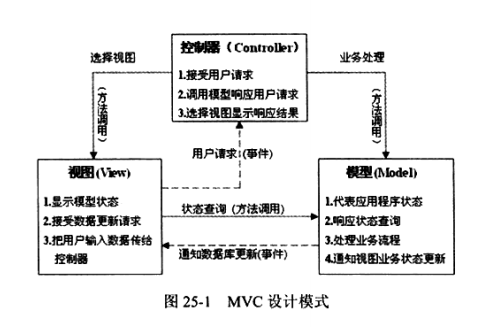 控制器（Controller）
1.接受用户请求
2.调用模型响应用户请求
3.选择视图显示响应结果
选择视图
业务处理
(方法调用)
(方法调用)
用户请求 (事件)
视图(View)
1.显示模型状态
2.接受数据更新请求
3.把用户输入数据传给
控制器
状态查询 (方法调用)
通知数据库更新(事件)
模型(Model)
1.代表应用程序状态
2.响应状态查询
3.处理业务流程
4.通知视图业务状态更新
图 25-1 MVC 设计模式